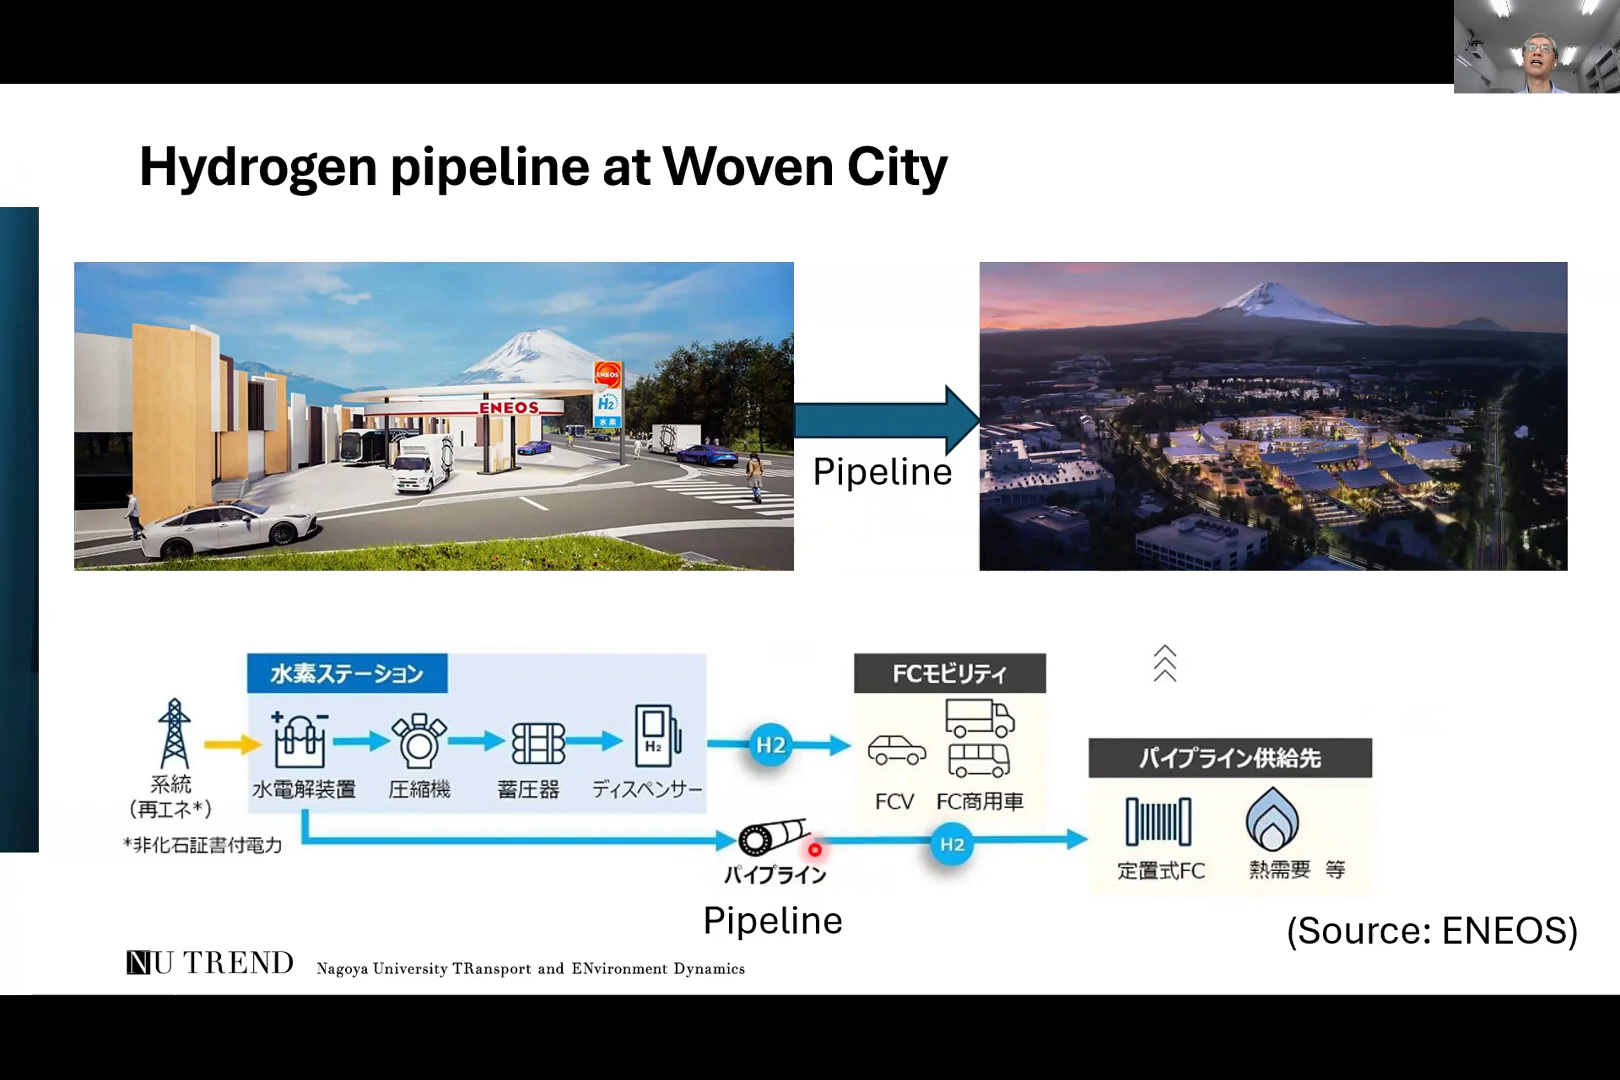 Hydrogen pipeline at Woven City
ENEOS
ENEOS
H2
水素
Pipeline
水素ステーション
FCモビリティ
H2
系統
(再エネ*)
水電解装置
圧縮機
蓄圧器
ディスペンサー
H2
FCV
FC商用車
パイプライン供給先
*非化石証書付電力
パイプライン
H2
定置式FC
熱需要 等
Pipeline
(Source: ENEOS)
NU TREND
Nagoya University TRansport and ENvironment Dynamics